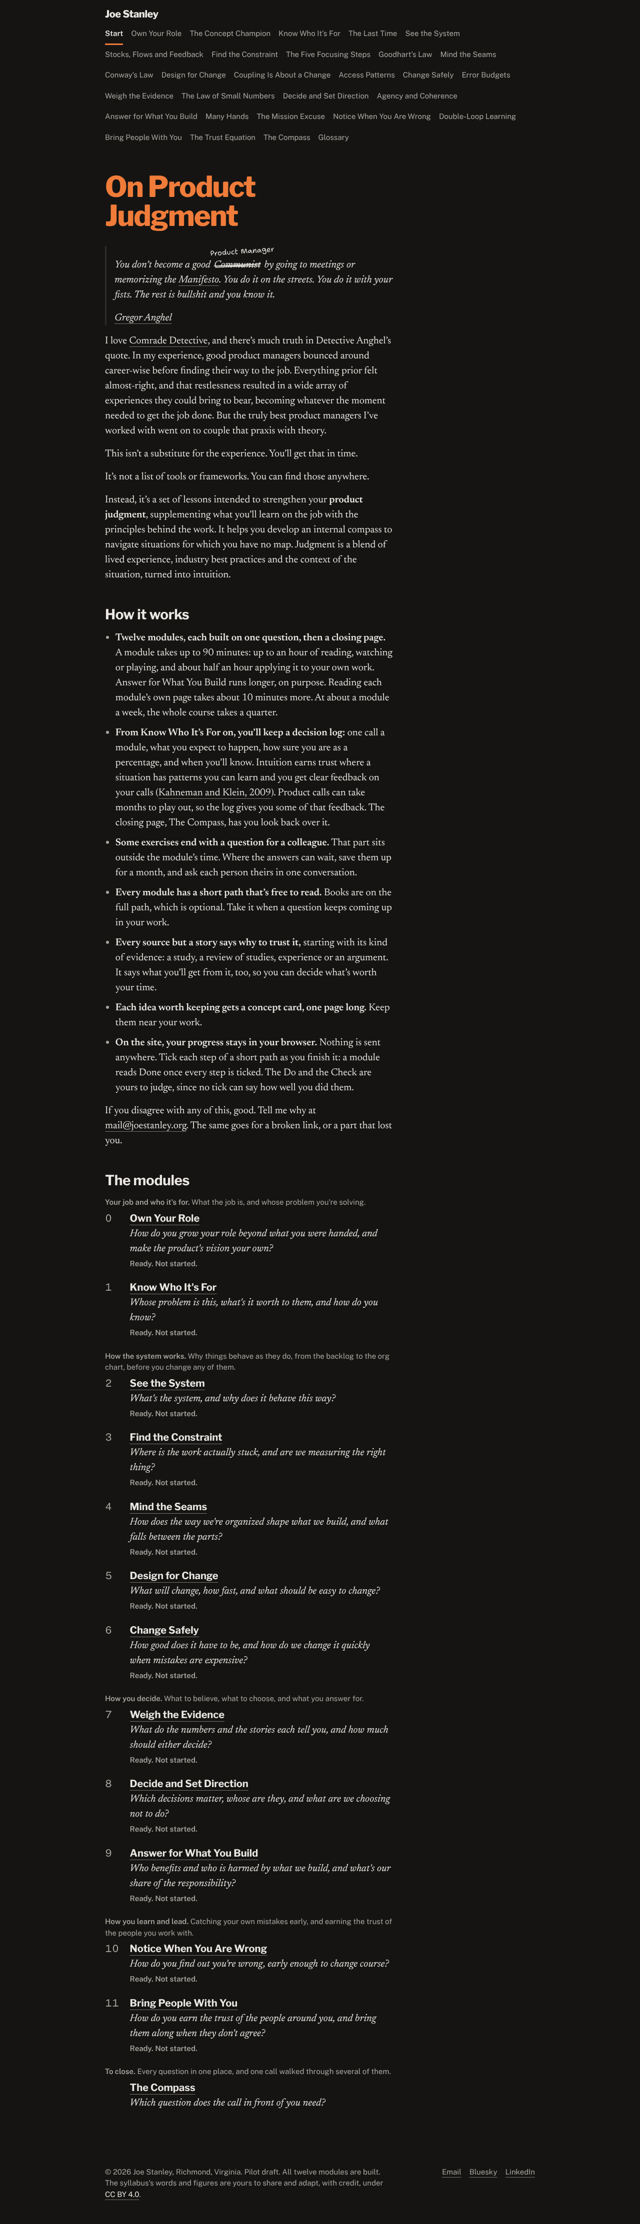 Joe Stanley
Start Own Your Role The Concept Champion Know Who It's For The Last Time See the System
Stocks, Flows and Feedback Find the Constraint The Five Focusing Steps Goodhart's Law Mind the Seams
Conway's Law Design for Change Coupling Is About a Change Access Patterns Change Safely Error Budgets
Weigh the Evidence The Law of Small Numbers Decide and Set Direction Agency and Coherence
Answer for What You Build Many Hands The Mission Excuse Notice When You Are Wrong Double-Loop Learning
Bring People With You The Trust Equation The Compass Glossary
On Product
Judgment
Product Manager
You don't become a good Communist by going to meetings or
memorizing the Manifesto. You do it on the streets. You do it with your
fists. The rest is bullshit and you know it.
Gregor Anghel
I love Comrade Detective, and there's much truth in Detective Anghel's
quote. In my experience, good product managers bounced around
career-wise before finding their way to the job. Everything prior felt
almost-right, and that restlessness resulted in a wide array of
experiences they could bring to bear, becoming whatever the moment
needed to get the job done. But the truly best product managers I've
worked with went on to couple that praxis with theory.
This isn't a substitute for the experience. You'll get that in time.
It's not a list of tools or frameworks. You can find those anywhere.
Instead, it's a set of lessons intended to strengthen your product
judgment, supplementing what you'll learn on the job with the
principles behind the work. It helps you develop an internal compass to
navigate situations for which you have no map. Judgment is a blend of
lived experience, industry best practices and the context of the
situation, turned into intuition.
How it works
• Twelve modules, each built on one question, then a closing page.
A module takes up to 90 minutes: up to an hour of reading, watching
or playing, and about half an hour applying it to your own work.
Answer for What You Build runs longer, on purpose. Reading each
module's own page takes about 10 minutes more. At about a module
a week, the whole course takes a quarter.
• From Know Who It's For on, you'll keep a decision log: one call a
module, what you expect to happen, how sure you are as a
percentage, and when you'll know. Intuition earns trust where a
situation has patterns you can learn and you get clear feedback on
your calls (Kahneman and Klein, 2009). Product calls can take
months to play out, so the log gives you some of that feedback. The
closing page, The Compass, has you look back over it.
• Some exercises end with a question for a colleague. That part sits
outside the module's time. Where the answers can wait, save them up
for a month, and ask each person theirs in one conversation.
• Every module has a short path that's free to read. Books are on the
full path, which is optional. Take it when a question keeps coming up
in your work.
• Every source but a story says why to trust it, starting with its kind
of evidence: a study, a review of studies, experience or an argument.
It says what you'll get from it, too, so you can decide what's worth
your time.
• Each idea worth keeping gets a concept card, one page long. Keep
them near your work.
• On the site, your progress stays in your browser. Nothing is sent
anywhere. Tick each step of a short path as you finish it: a module
reads Done once every step is ticked. The Do and the Check are
yours to judge, since no tick can say how well you did them.
If you disagree with any of this, good. Tell me why at
mail@joestanley.org. The same goes for a broken link, or a part that lost
you.
The modules
Your job and who it's for. What the job is, and whose problem you're solving.
0 Own Your Role
How do you grow your role beyond what you were handed, and
make the product's vision your own?
Ready. Not started.
1 Know Who It's For
Whose problem is this, what's it worth to them, and how do you
know?
Ready. Not started.
How the system works. Why things behave as they do, from the backlog to the org
chart, before you change any of them.
2 See the System
What's the system, and why does it behave this way?
Ready. Not started.
3 Find the Constraint
Where is the work actually stuck, and are we measuring the right
thing?
Ready. Not started.
4 Mind the Seams
How does the way we're organized shape what we build, and what
falls between the parts?
Ready. Not started.
5 Design for Change
What will change, how fast, and what should be easy to change?
Ready. Not started.
6 Change Safely
How good does it have to be, and how do we change it quickly
when mistakes are expensive?
Ready. Not started.
How you decide. What to believe, what to choose, and what you answer for.
7 Weigh the Evidence
What do the numbers and the stories each tell you, and how much
should either decide?
Ready. Not started.
8 Decide and Set Direction
Which decisions matter, whose are they, and what are we choosing
not to do?
Ready. Not started.
9 Answer for What You Build
Who benefits and who is harmed by what we build, and what's our
share of the responsibility?
Ready. Not started.
How you learn and lead. Catching your own mistakes early, and earning the trust of
the people you work with.
10 Notice When You Are Wrong
How do you find out you're wrong, early enough to change course?
Ready. Not started.
11 Bring People With You
How do you earn the trust of the people around you, and bring
them along when they don't agree?
Ready. Not started.
To close. Every question in one place, and one call walked through several of them.
The Compass
Which question does the call in front of you need?
© 2026 Joe Stanley, Richmond, Virginia. Pilot draft. All twelve modules are built. Email Bluesky LinkedIn
The syllabus's words and figures are yours to share and adapt, with credit, under
CC BY 4.0.